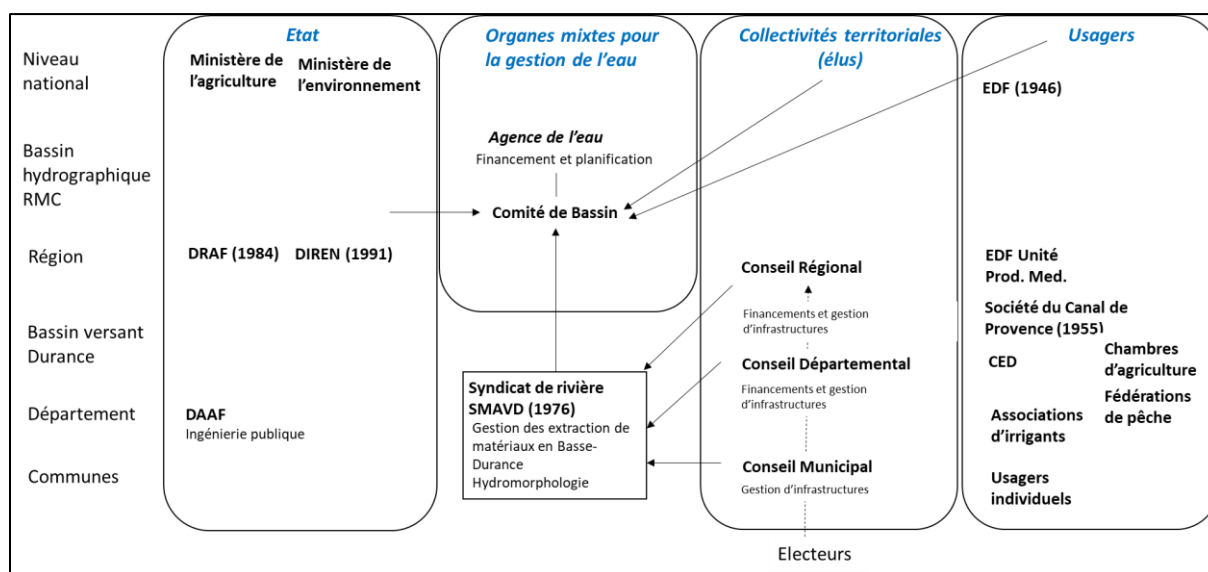 Niveau
national
Bassin
hydrographique
RMC
Région
Bassin versant
Durance
Département
Communes
Etat
Ministère de
l'agriculture
Ministère de
l'environnement
DRAF (1984)
DIREN (1991)
DAAF
Ingénierie publique
Organes mixtes pour
la gestion de l'eau
Agence de l'eau
Financement et planification
Comité de Bassin
Syndicat de rivière
SMAVD (1976)
Gestion des extraction de
matériaux en Basse-
Durance
Hydromorphologie
Collectivités territoriales
(élus)
Conseil Régional
Financements et gestion
d'infrastructures
Conseil Départemental
Financements et gestion
d'infrastructures
Conseil Municipal
Gestion d'infrastructures
Electeurs
Usagers
EDF (1946)
EDF Unité
Prod. Med.
Société du Canal de
Provence (1955)
CED
Chambres
d'agriculture
Fédérations
de pêche
Associations
d'irrigants
Usagers
individuels